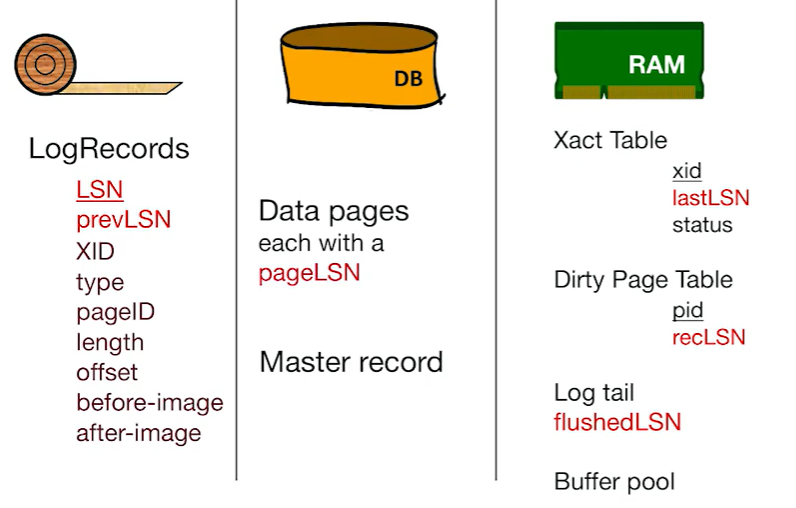 LogRecords
LSN
prevLSN
XID
type
pageID
length
offset
before-image
after-image
DB
Data pages
each with a
pageLSN
Master record
RAM
Xact Table
xid
lastLSN
status
Dirty Page Table
pid
recLSN
Log tail
flushedLSN
Buffer pool